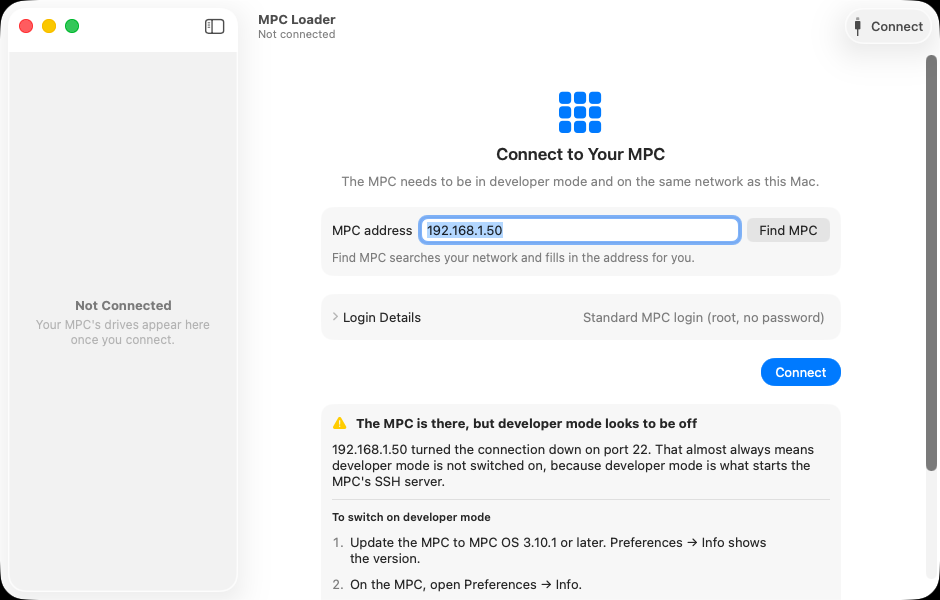 MPC Loader
Not connected
Connect
Not Connected
Your MPC's drives appear here
once you connect.
Connect to Your MPC
The MPC needs to be in developer mode and on the same network as this Mac.
MPC address
192.168.1.50
Find MPC
Find MPC searches your network and fills in the address for you.
Login Details
Standard MPC login (root, no password)
Connect
The MPC is there, but developer mode looks to be off
192.168.1.50 turned the connection down on port 22. That almost always means
developer mode is not switched on, because developer mode is what starts the
MPC's SSH server.
To switch on developer mode
1. Update the MPC to MPC OS 3.10.1 or later. Preferences → Info shows
the version.
2. On the MPC, open Preferences → Info.